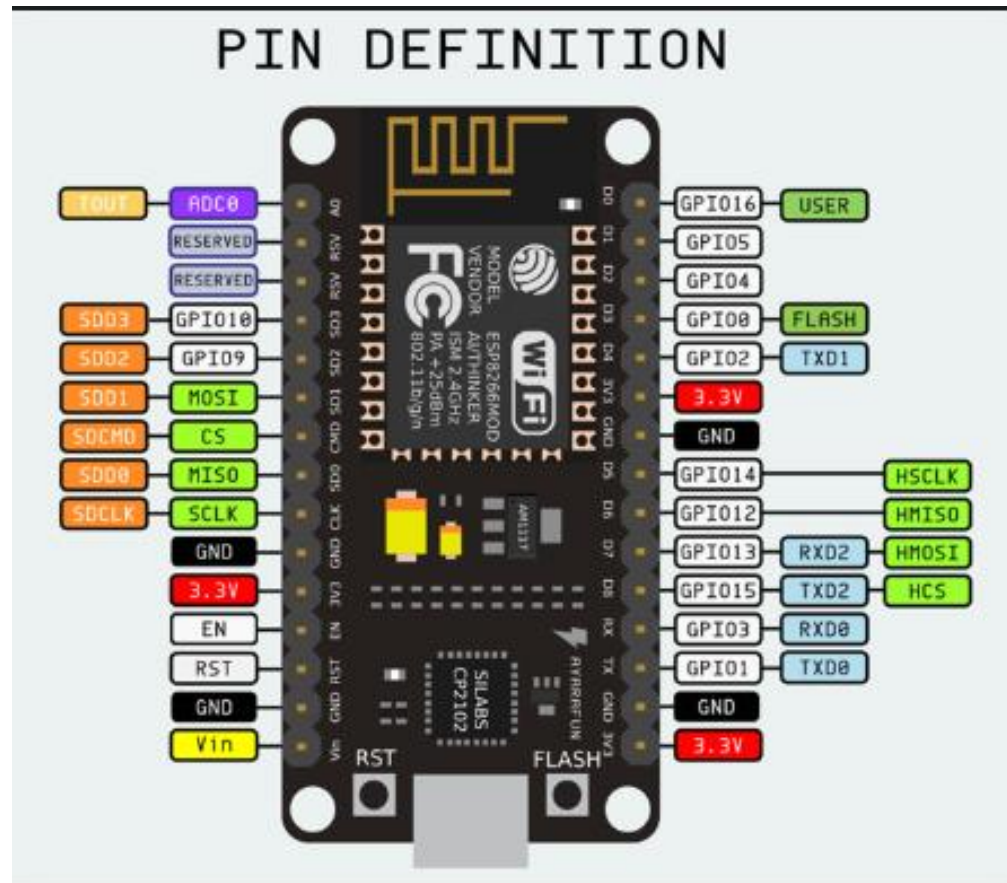 PIN DEFINITION
TOUT ADC0 A0 D0 GPIO16 USER
RESERVED RSV D1 GPIO5
RESERVED RSV D2 GPIO4
SDD3 GPIO10 SD3 D3 GPIO0 FLASH
SDD2 GPIO9 SD2 D4 GPIO2 TXD1
SDD1 MOSI SD1 3V3 3.3V
SDCMD CS CMD GND GND
SDD0 MISO SD0 D5 GPIO14 HSCLK
SDCLK SCLK CLK D6 GPIO12 HMISO
GND GND D7 GPIO13 RXD2 HMOSI
3.3V 3V3 D8 GPIO15 TXD2 HCS
EN EN RX GPIO3 RXD0
RST RST TX GPIO1 TXD0
GND GND GND GND
Vin Vin 3V3 3.3V
MODEL
VENDOR
ESP8266MOD
AI/THINKER
ISM 2.4GHz
PA +25dBm
802.11b/g/n
FC
Wi Fi
AM1117
AYARAFUN
SILABS
CP2102
RST FLASH